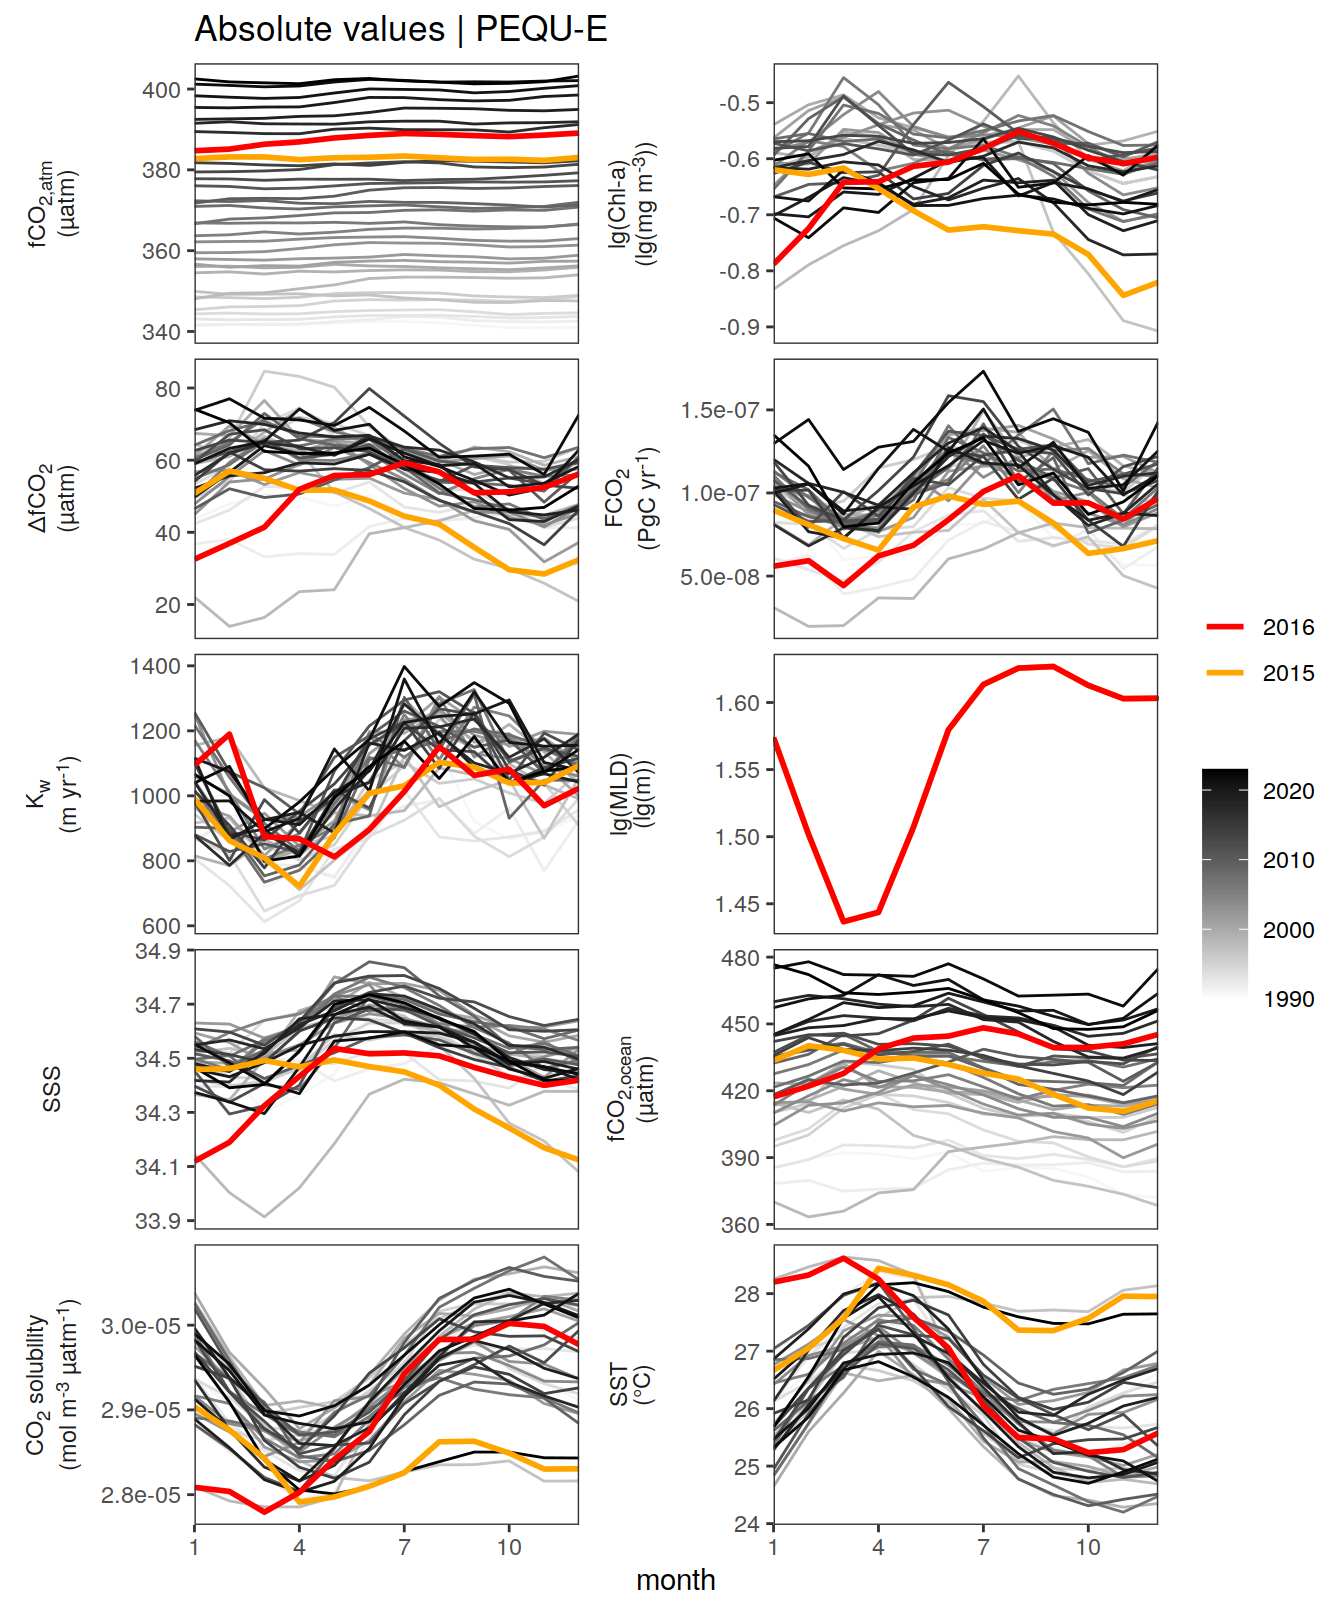 Absolute values | PEQU-E
fCO2,atm
(µatm)
400
380
360
340
lg(Chl-a)
(lg(mg m-3))
-0.5
-0.6
-0.7
-0.8
-0.9
ΔfCO2
(µatm)
80
60
40
20
FCO2
(PgC yr-1)
1.5e-07
1.0e-07
5.0e-08
Kw
(m yr-1)
1400
1200
1000
800
600
lg(MLD)
(lg(m))
1.60
1.55
1.50
1.45
SSS
34.9
34.7
34.5
34.3
34.1
33.9
fCO2,ocean
(µatm)
480
450
420
390
360
CO2 solubility
(mol m-3 µatm-1)
3.0e-05
2.9e-05
2.8e-05
SST
(°C)
28
27
26
25
24
1 4 7 10
1 4 7 10
month
2016
2015
2020
2010
2000
1990